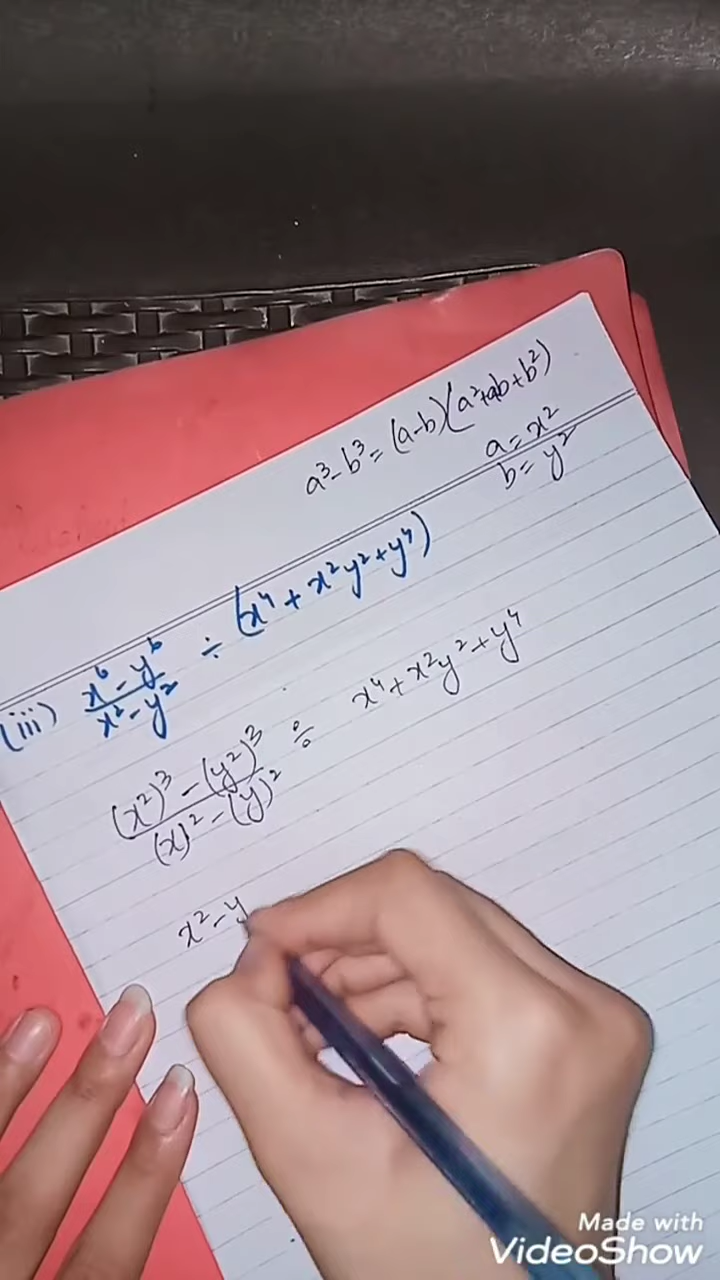 a³-b³ = (a-b)(a²+ab+b²)
a = x²
b = y²
(iii) x⁶-y⁶/x²-y² ÷ (x⁴+x²y²+y⁴)
(x²)³-(y²)³/(x)²-(y)² ÷ x⁴+x²y²+y⁴
x²-y
Made with
VideoShow